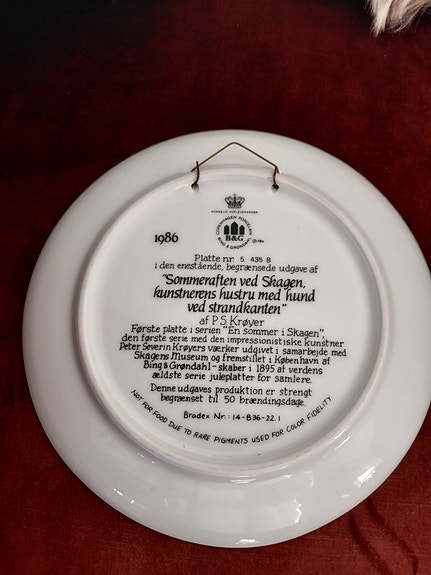 KONGELIG HOFLEVERANDØR
COPENHAGEN PORCELAIN
B&G
BING & GRØNDAHL
1986
Platte nr. 5 435 B
i den enestående, begrænsede udgave af
"Sommeraften ved Skagen,
kunstnerens hustru med hund
ved strandkanten"
af P.S. Krøyer
Første platte i serien "En sommer i Skagen",
den første serie med den impressionistiske kunstner
Peter Severin Krøyers værker udgivet i samarbejde med
Skagens Museum og fremstillet i København af
Bing & Grøndahl-skaber i 1895 af verdens
ældste serie juleplatter for samlere.
Denne udgaves produktion er strengt
begrænset til 50 brændingsdage.
Bradex Nr.: 14-B36-22.1
NOT FOR FOOD DUE TO RARE PIGMENTS USED FOR COLOR FIDELITY.